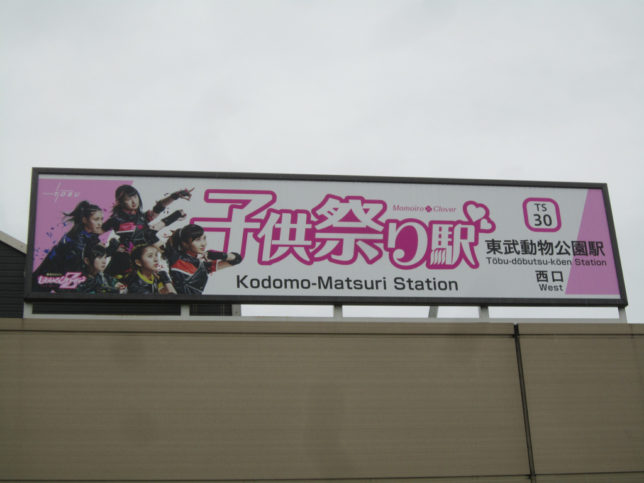 TOBU
子供祭り駅
Momoiro Clover
Kodomo-Matsuri Station
TS
30
東武動物公園駅
Tōbu-dōbutsu-kōen Station
西口
West